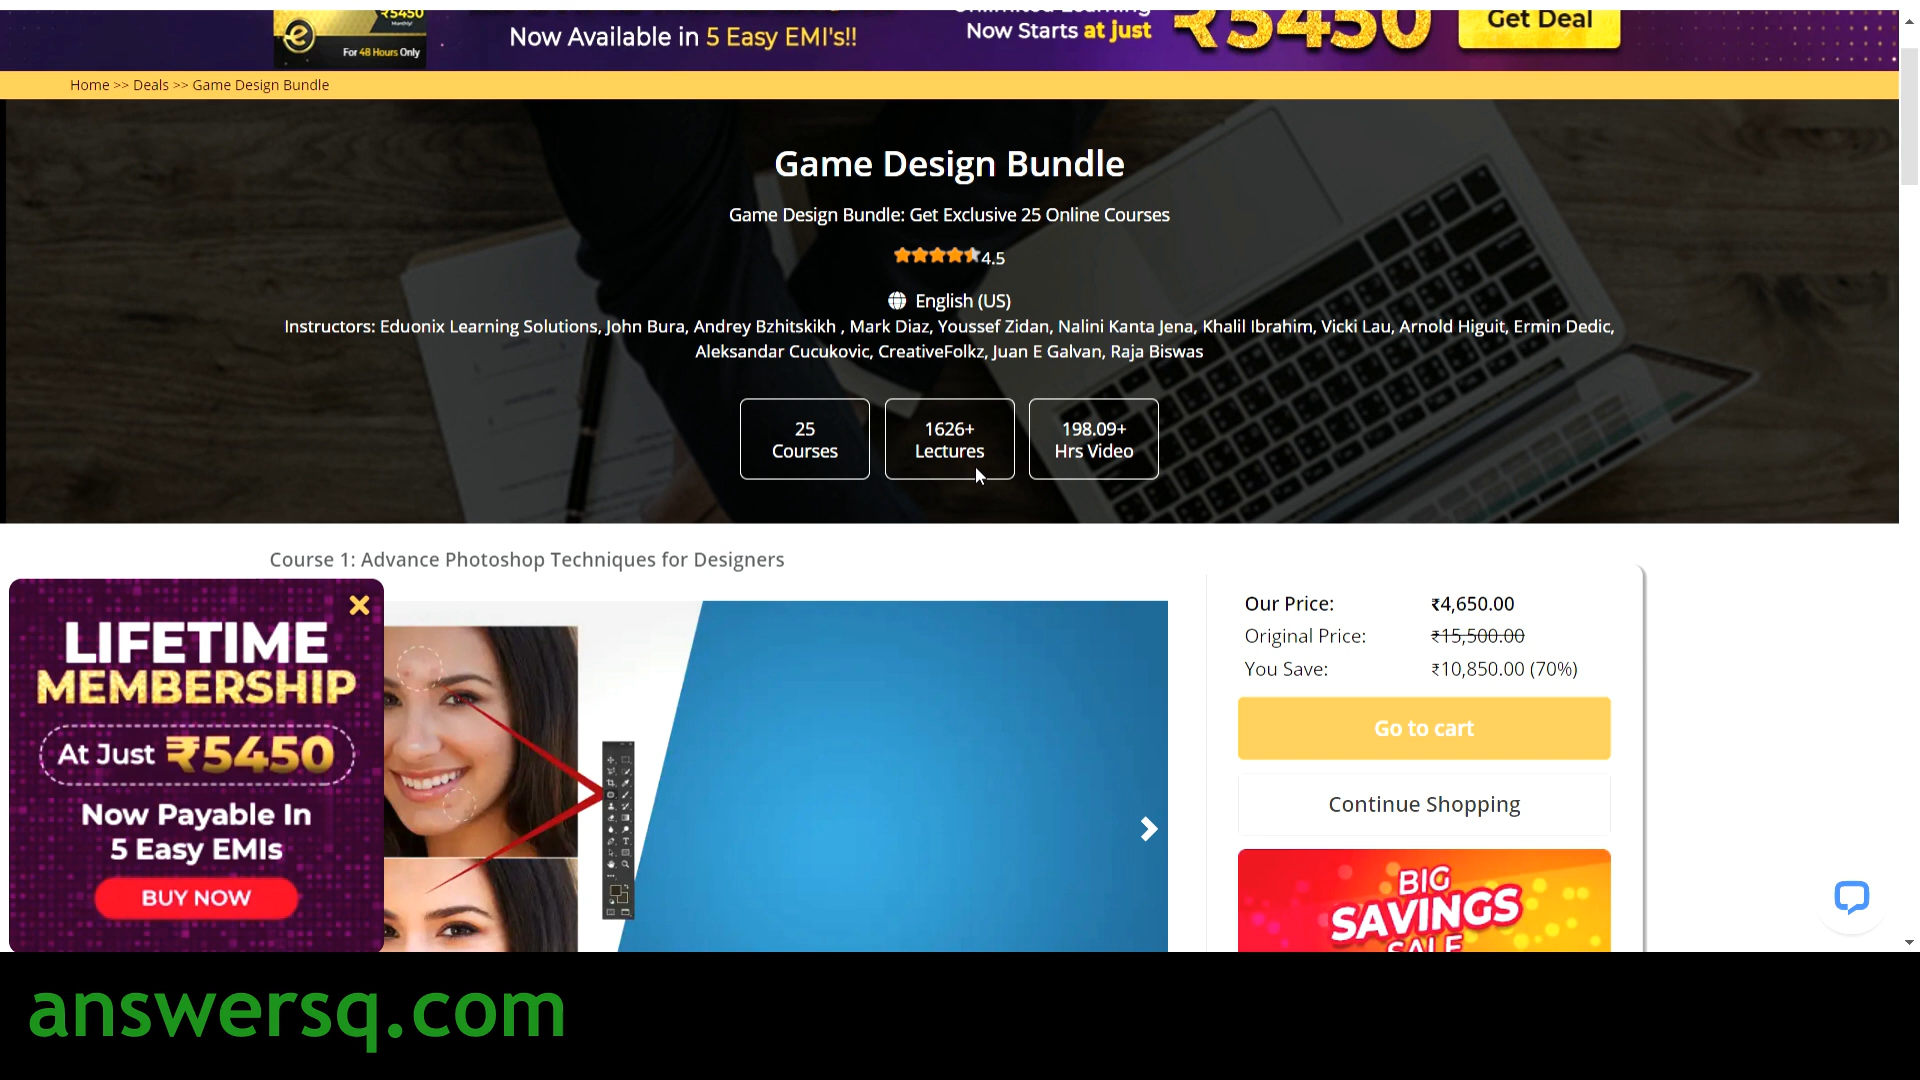 ₹5450
Monthly!
For 48 Hours Only
Now Available in 5 Easy EMI's!!
Unlimited Learning
Now Starts at just
₹5450
Get Deal
Home >> Deals >> Game Design Bundle
Game Design Bundle
Game Design Bundle: Get Exclusive 25 Online Courses
4.5
English (US)
Instructors: Eduonix Learning Solutions, John Bura, Andrey Bzhitskikh , Mark Diaz, Youssef Zidan, Nalini Kanta Jena, Khalil Ibrahim, Vicki Lau, Arnold Higuit, Ermin Dedic,
Aleksandar Cucukovic, CreativeFolkz, Juan E Galvan, Raja Biswas
25
Courses
1626+
Lectures
198.09+
Hrs Video
Course 1: Advance Photoshop Techniques for Designers
LIFETIME
MEMBERSHIP
At Just ₹5450
Now Payable In
5 Easy EMIs
BUY NOW
Our Price: ₹4,650.00
Original Price: ₹15,500.00
You Save: ₹10,850.00 (70%)
Go to cart
Continue Shopping
BIG
SAVINGS
SALE
answersq.com